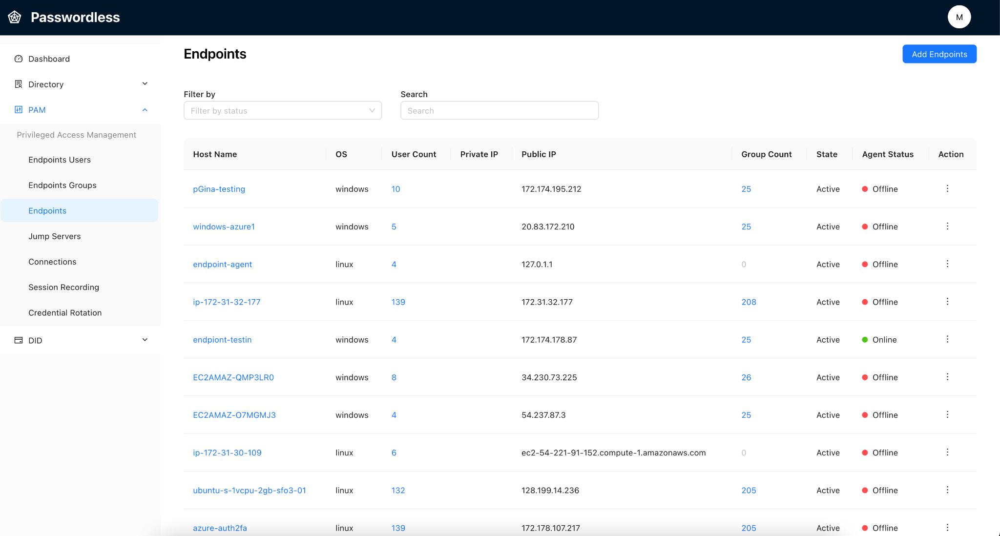 Passwordless
M
Dashboard
Directory
PAM
Privileged Access Management
Endpoints Users
Endpoints Groups
Endpoints
Jump Servers
Connections
Session Recording
Credential Rotation
DID
Endpoints
Add Endpoints
Filter by Search
Filter by status Search
Host Name OS User Count Private IP Public IP Group Count State Agent Status Action
pGina-testing windows 10 172.174.195.212 25 Active Offline
windows-azure1 windows 5 20.83.172.210 25 Active Offline
endpoint-agent linux 4 127.0.1.1 0 Active Offline
ip-172-31-32-177 linux 139 172.31.32.177 208 Active Offline
endpiont-testin windows 4 172.174.178.87 25 Active Online
EC2AMAZ-QMP3LR0 windows 8 34.230.73.225 26 Active Offline
EC2AMAZ-O7MGMJ3 windows 4 54.237.87.3 25 Active Offline
ip-172-31-30-109 linux 6 ec2-54-221-91-152.compute-1.amazonaws.com 0 Active Offline
ubuntu-s-1vcpu-2gb-sfo3-01 linux 132 128.199.14.236 205 Active Offline
azure-auth2fa linux 139 172.178.107.217 205 Active Offline